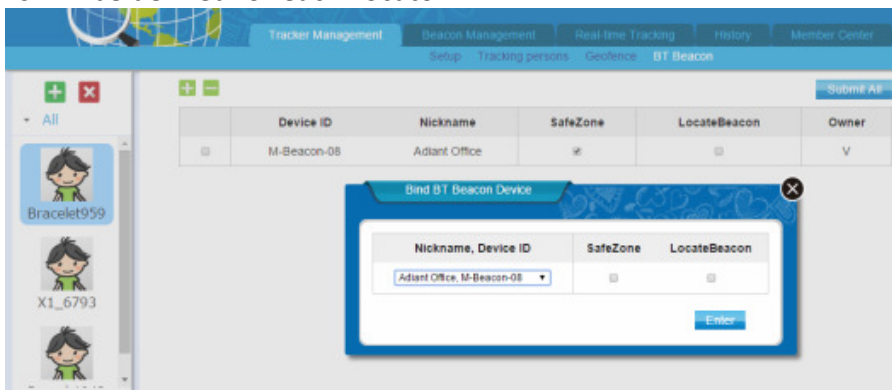 Tracker Management Beacon Management Real-time Tracking History Member Center
Setup Tracking persons Geofence BT Beacon
Submit All
All
Device ID Nickname SafeZone LocateBeacon Owner
M-Beacon-08 Adiant Office V
Bracelet959
Bind BT Beacon Device
Nickname, Device ID SafeZone LocateBeacon
Adiant Office, M-Beacon-08
Enter
X1_6793